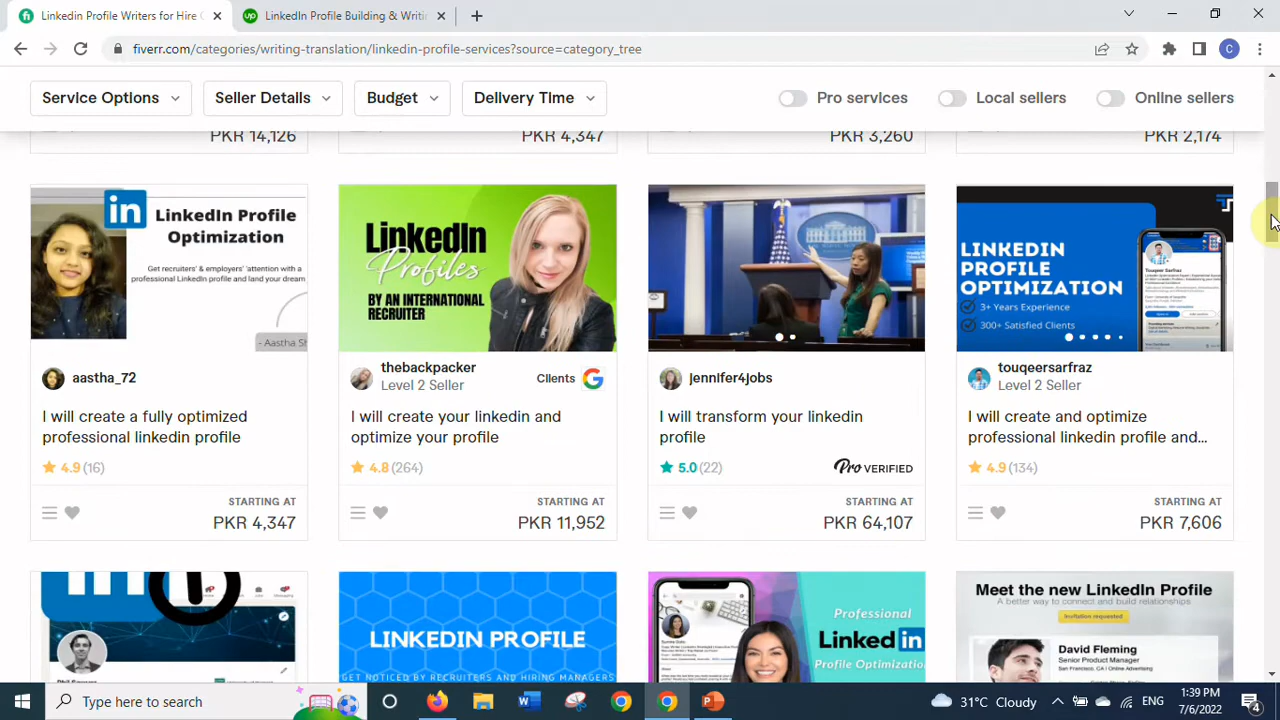 Linkedin Profile Writers for Hire
LinkedIn Profile Building & Writi
fiverr.com/categories/writing-translation/linkedin-profile-services?source=category_tree
C
Service Options
Seller Details
Budget
Delivery Time
Pro services
Local sellers
Online sellers
PKR 14,126
PKR 4,347
PKR 3,260
PKR 2,174
in
LinkedIn Profile
Optimization
Get recruiters' & employers' attention with a
professional LinkedIn profile and land your dream
- Aastha
LinkedIn
Profiles
BY AN INTERNATIONAL
RECRUITER
LINKEDIN
PROFILE
OPTIMIZATION
3+ Years Experience
300+ Satisfied Clients
aastha_72
thebackpacker
Level 2 Seller
Clients
jennifer4jobs
touqeersarfraz
Level 2 Seller
I will create a fully optimized
professional linkedin profile
I will create your linkedin and
optimize your profile
I will transform your linkedin
profile
I will create and optimize
professional linkedin profile and...
4.9 (16)
4.8 (264)
5.0 (22)
Pro VERIFIED
4.9 (134)
STARTING AT
PKR 4,347
STARTING AT
PKR 11,952
STARTING AT
PKR 64,107
STARTING AT
PKR 7,606
LINKEDIN PROFILE
GET NOTICED BY RECRUITERS AND HIRING MANAGERS
Professional
Linkedin
Profile Optimization
Meet the new LinkedIn Profile
A better way to connect and build relationships
Invitation requested
David Fleming
Senior Product Manager
San Francisco, CA | Online Advertising
Type here to search
31°C Cloudy
ENG
1:39 PM
7/6/2022
4